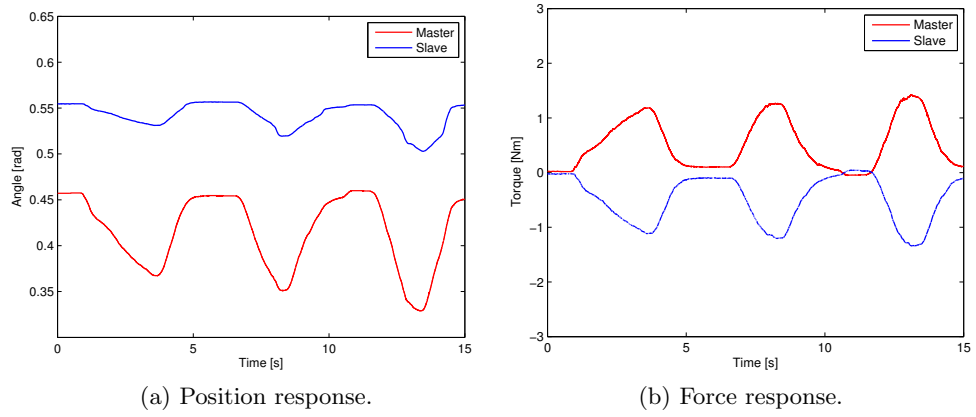 0.65
0.6
0.55
0.5
0.45
0.4
0.35
0
5
10
15
Angle [rad]
Time [s]
Master
Slave
(a) Position response.
3
2
1
0
−1
−2
−3
0
5
10
15
Torque [Nm]
Time [s]
Master
Slave
(b) Force response.